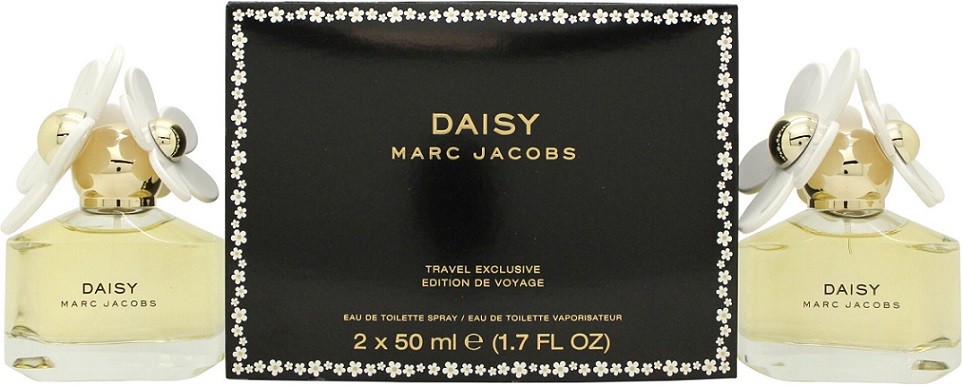 DAISY
MARC JACOBS
DAISY
MARC JACOBS
TRAVEL EXCLUSIVE
EDITION DE VOYAGE
EAU DE TOILETTE SPRAY / EAU DE TOILETTE VAPORISATEUR
2 x 50 ml ℮ (1.7 FL OZ)
DAISY
MARC JACOBS